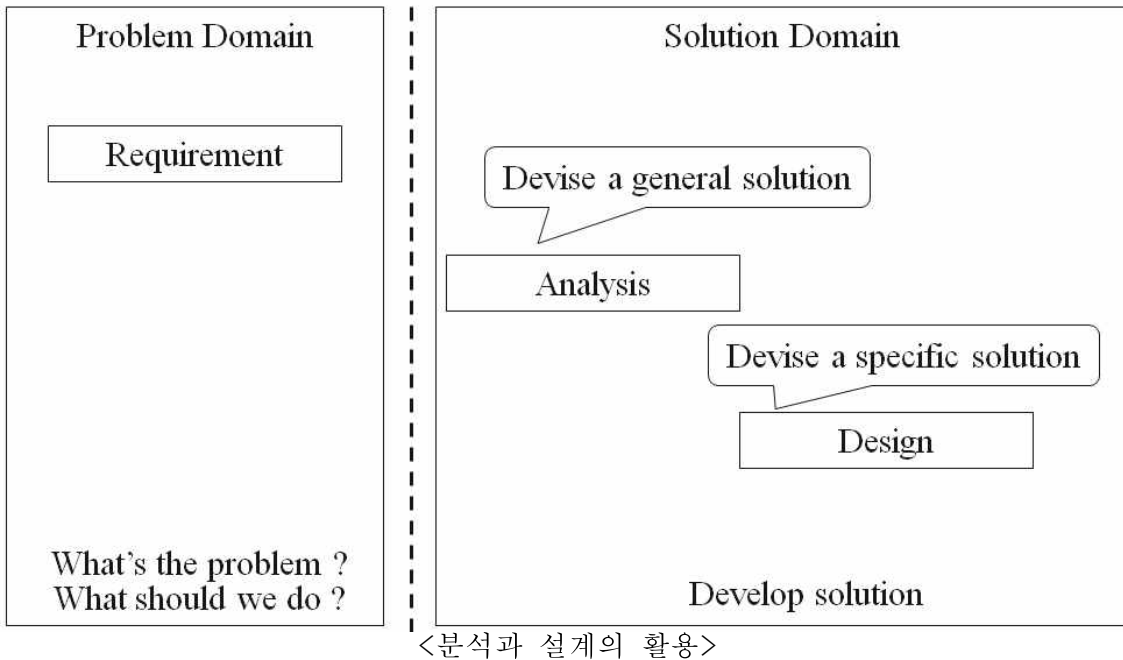 Problem Domain
Requirement
What's the problem ?
What should we do ?
Solution Domain
Devise a general solution
Analysis
Devise a specific solution
Design
Develop solution
<분석과 설계의 활용>